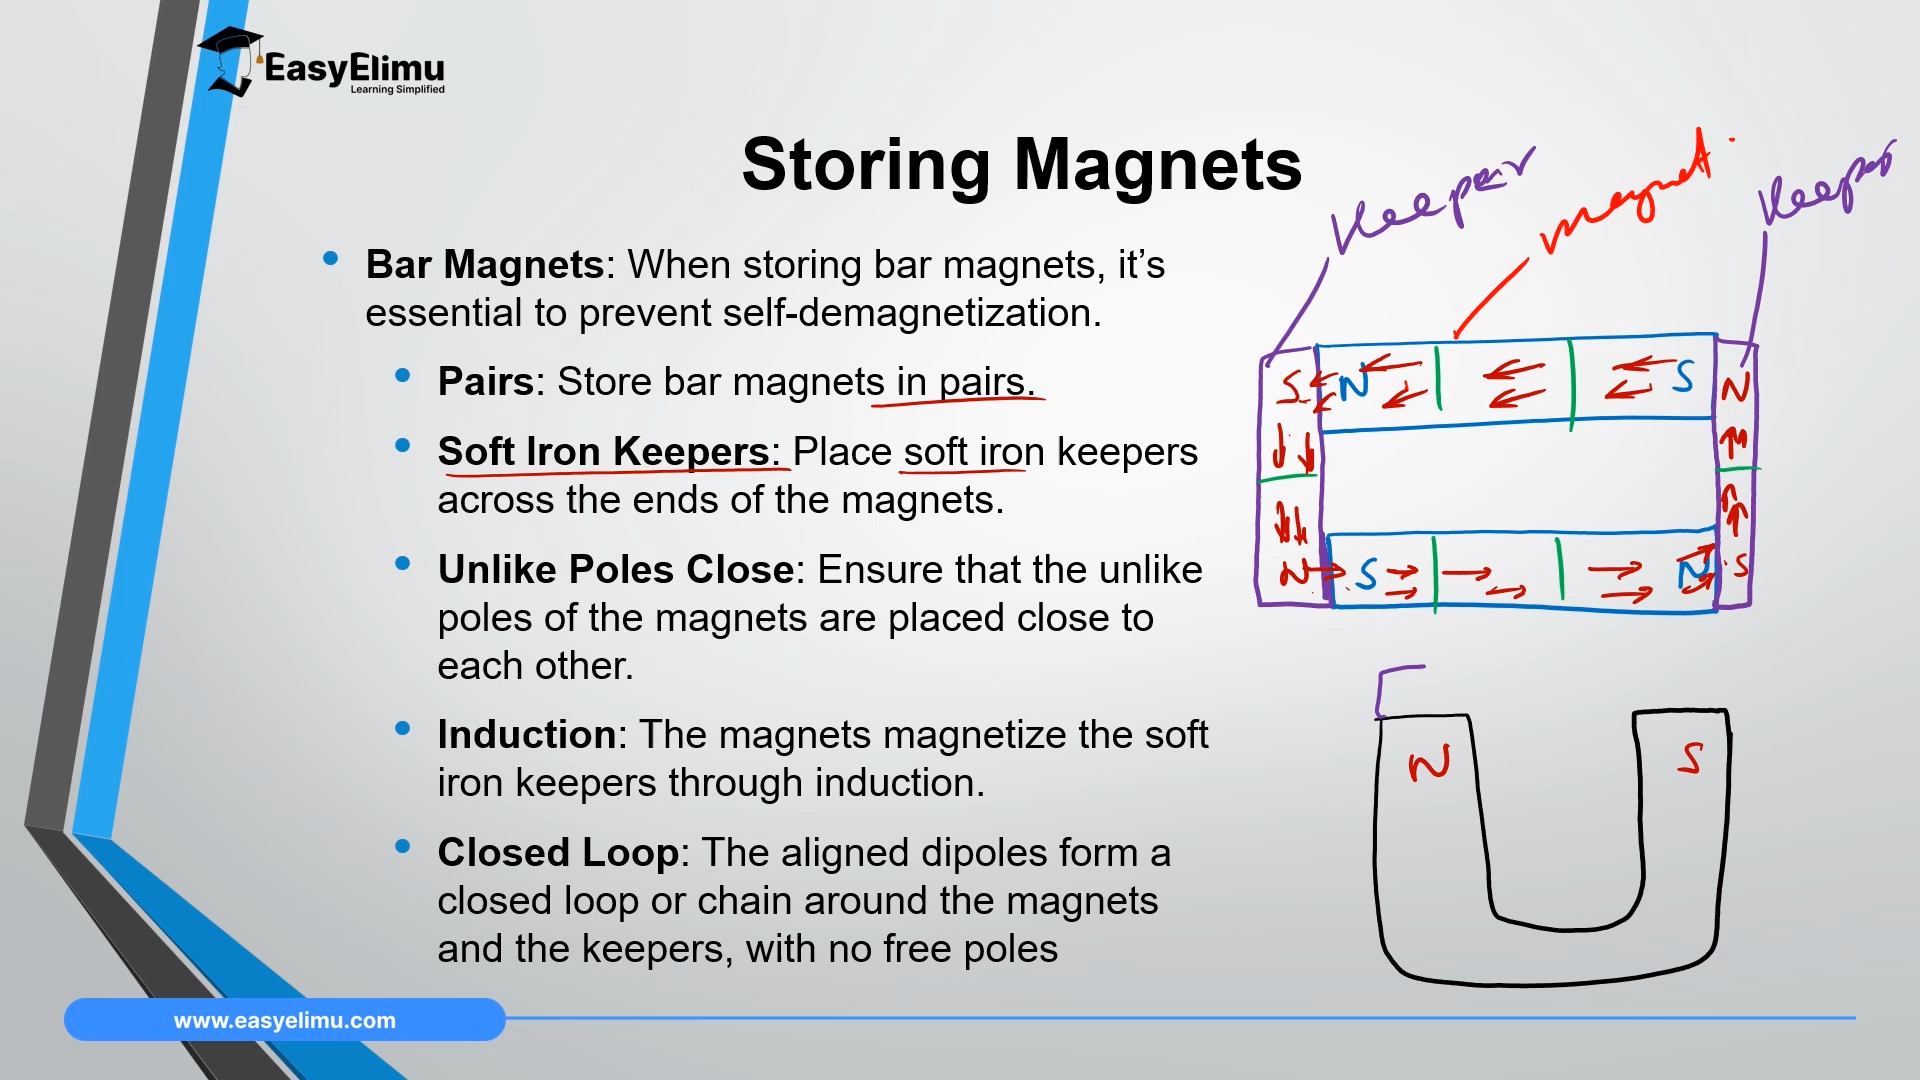 EasyElimu
Learning Simplified
Storing Magnets
• Bar Magnets: When storing bar magnets, it’s
essential to prevent self-demagnetization.
• Pairs: Store bar magnets in pairs.
• Soft Iron Keepers: Place soft iron keepers
across the ends of the magnets.
• Unlike Poles Close: Ensure that the unlike
poles of the magnets are placed close to
each other.
• Induction: The magnets magnetize the soft
iron keepers through induction.
• Closed Loop: The aligned dipoles form a
closed loop or chain around the magnets
and the keepers, with no free poles
Keeper magnet Keeper
S N S N
N S N S
N S
www.easyelimu.com